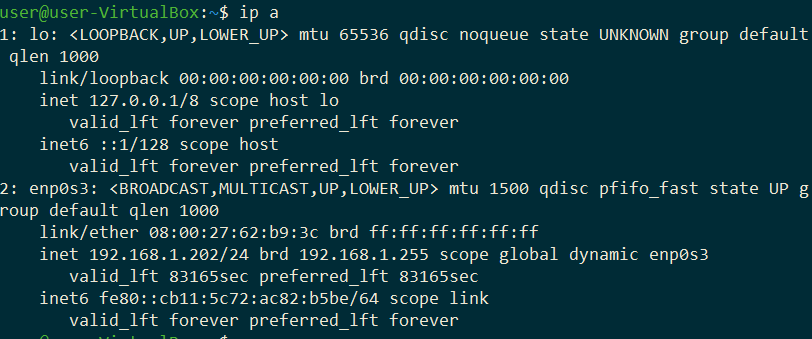 user@user-VirtualBox:~$ ip a
1: lo: <LOOPBACK,UP,LOWER_UP> mtu 65536 qdisc noqueue state UNKNOWN group default
 qlen 1000
    link/loopback 00:00:00:00:00:00 brd 00:00:00:00:00:00
    inet 127.0.0.1/8 scope host lo
       valid_lft forever preferred_lft forever
    inet6 ::1/128 scope host
       valid_lft forever preferred_lft forever
2: enp0s3: <BROADCAST,MULTICAST,UP,LOWER_UP> mtu 1500 qdisc pfifo_fast state UP g
roup default qlen 1000
    link/ether 08:00:27:62:b9:3c brd ff:ff:ff:ff:ff:ff
    inet 192.168.1.202/24 brd 192.168.1.255 scope global dynamic enp0s3
       valid_lft 83165sec preferred_lft 83165sec
    inet6 fe80::cb11:5c72:ac82:b5be/64 scope link
       valid_lft forever preferred_lft forever